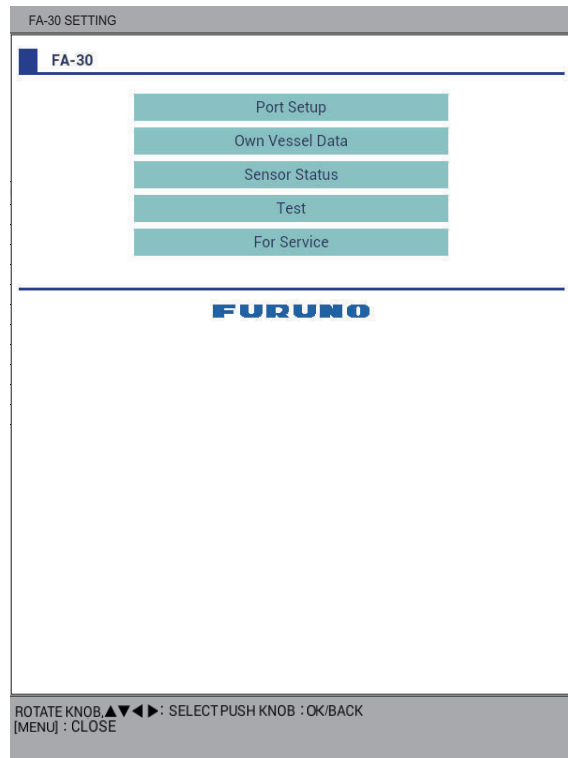 FA-30 SETTING
FA-30
Port Setup
Own Vessel Data
Sensor Status
Test
For Service
FURUNO
ROTATE KNOB,▲▼◀ ▶: SELECT PUSH KNOB : OK/BACK
[MENU] : CLOSE